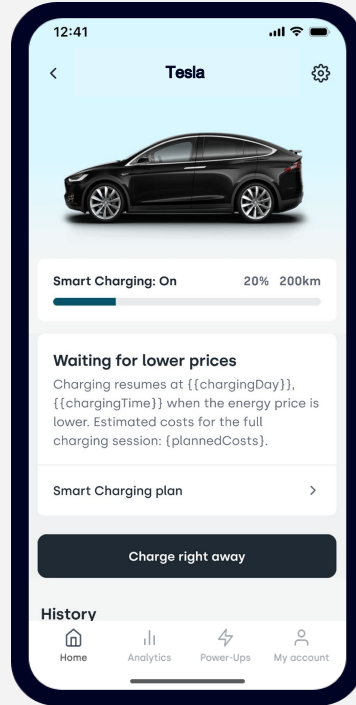 12:41
Tesla
Smart Charging: On 20% 200km
Waiting for lower prices
Charging resumes at {{chargingDay}},
{{chargingTime}} when the energy price is
lower. Estimated costs for the full
charging session: {plannedCosts}.
Smart Charging plan
Charge right away
History
Home Analytics Power-Ups My account